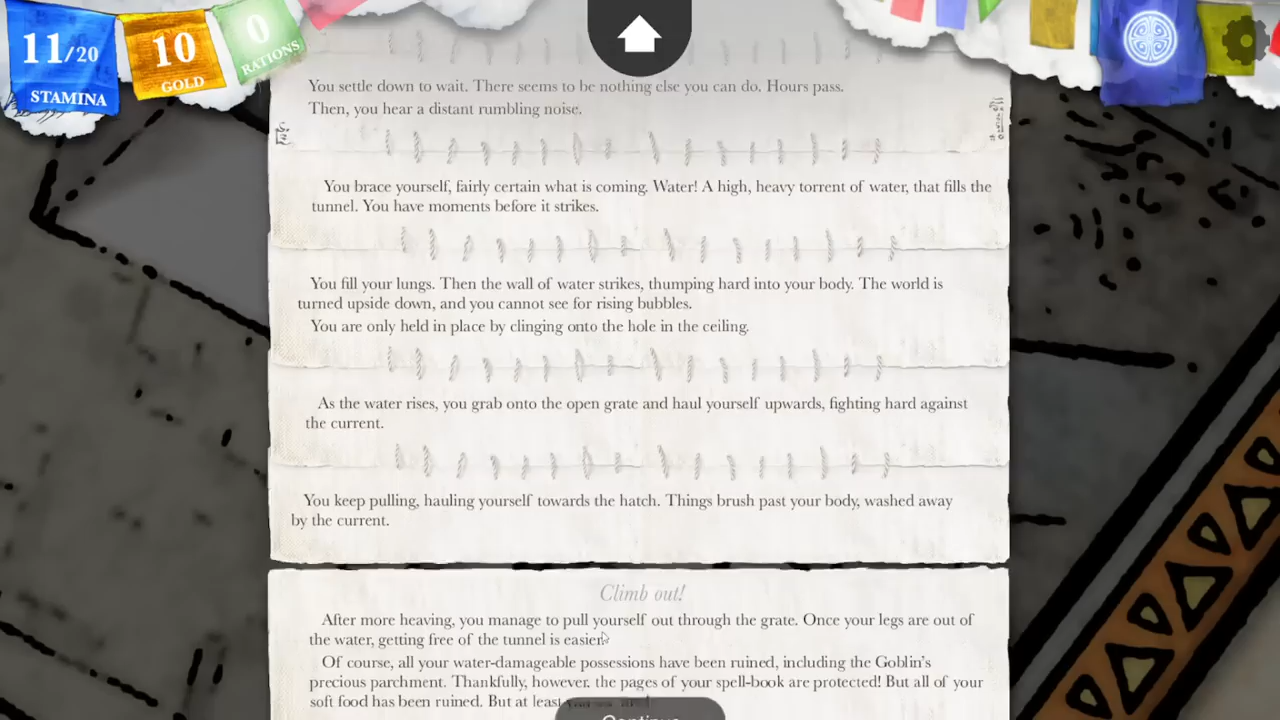 11/20
STAMINA
10
GOLD
0
RATIONS
You settle down to wait. There seems to be nothing else you can do. Hours pass.
Then, you hear a distant rumbling noise.
You brace yourself, fairly certain what is coming. Water! A high, heavy torrent of water, that fills the
tunnel. You have moments before it strikes.
You fill your lungs. Then the wall of water strikes, thumping hard into your body. The world is
turned upside down, and you cannot see for rising bubbles.
You are only held in place by clinging onto the hole in the ceiling.
As the water rises, you grab onto the open grate and haul yourself upwards, fighting hard against
the current.
You keep pulling, hauling yourself towards the hatch. Things brush past your body, washed away
by the current.
Climb out!
After more heaving, you manage to pull yourself out through the grate. Once your legs are out of
the water, getting free of the tunnel is easier.
Of course, all your water-damageable possessions have been ruined, including the Goblin's
precious parchment. Thankfully, however, the pages of your spell-book are protected! But all of your
soft food has been ruined. But at least
Continue